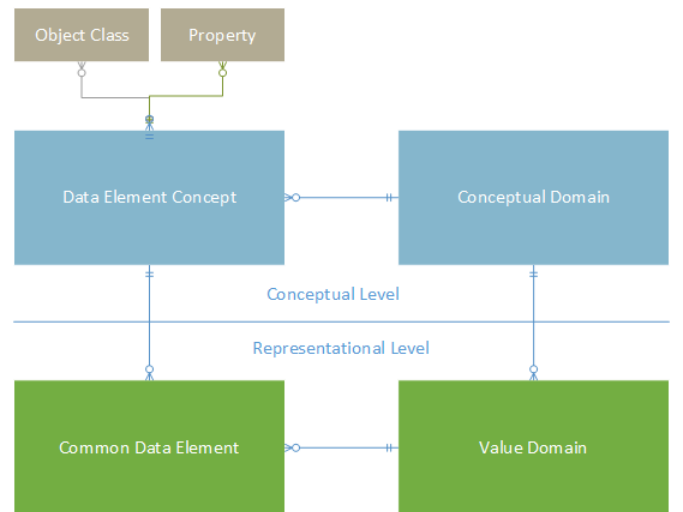 Object Class
Property
Data Element Concept
Conceptual Domain
Conceptual Level
Representational Level
Common Data Element
Value Domain